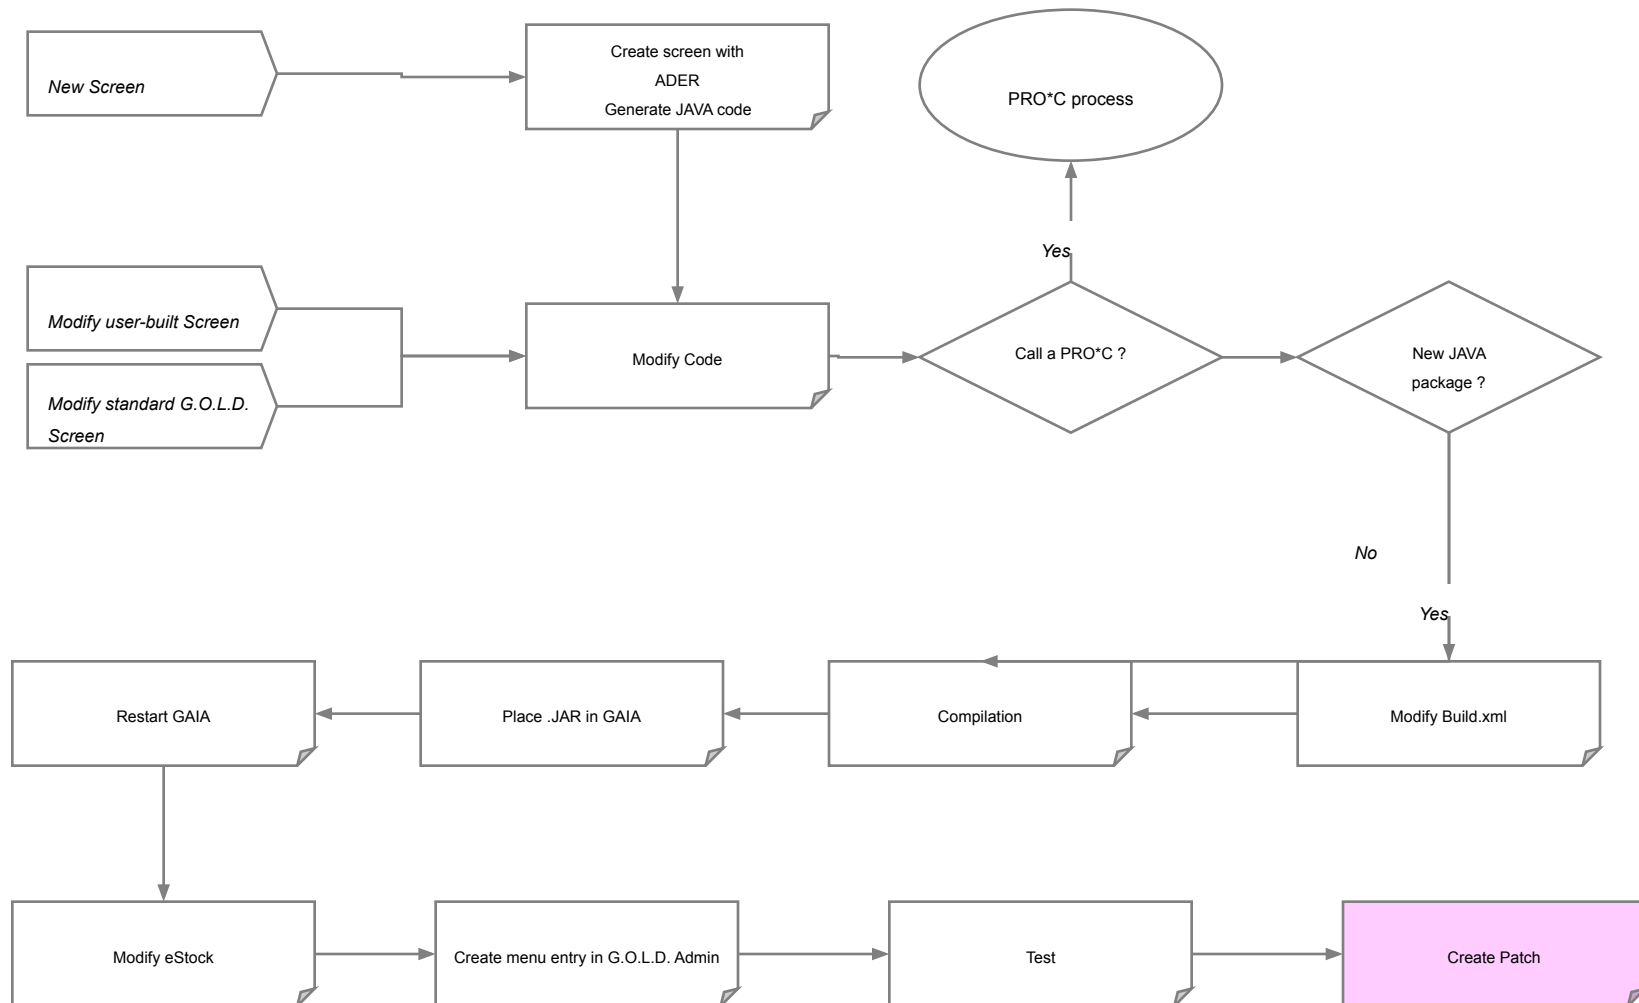 New Screen
Create screen with
ADER
Generate JAVA code
PRO*C process
Yes
Modify user-built Screen
Modify standard G.O.L.D.
Screen
Modify Code
Call a PRO*C ?
New JAVA
package ?
No
Yes
Restart GAIA
Place .JAR in GAIA
Compilation
Modify Build.xml
Modify eStock
Create menu entry in G.O.L.D. Admin
Test
Create Patch